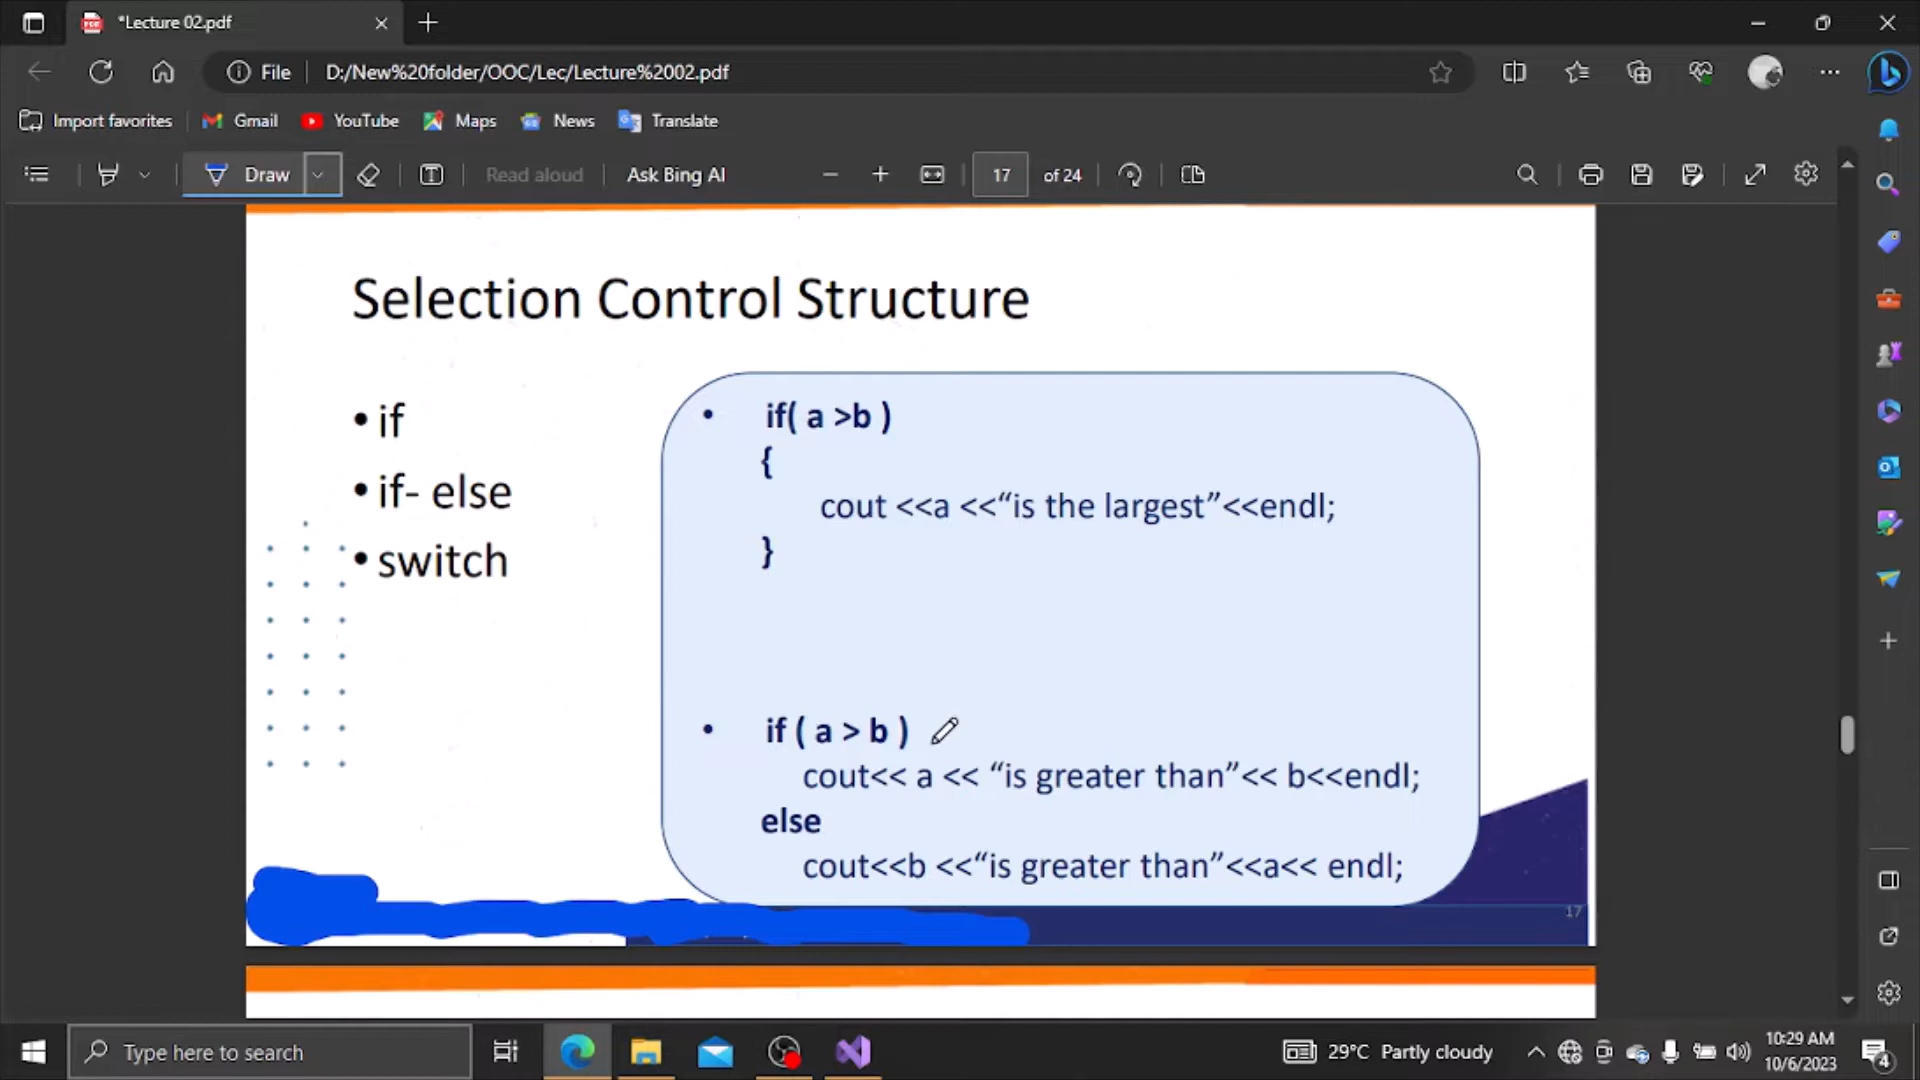 *Lecture 02.pdf
File D:/New%20folder/OOC/Lec/Lecture%2002.pdf
Import favorites Gmail YouTube Maps News Translate
Draw Read aloud Ask Bing AI 17 of 24
Selection Control Structure
• if
• if- else
• switch
• if( a >b )
{
cout <<a <<“is the largest”<<endl;
}
• if ( a > b )
cout<< a << “is greater than”<< b<<endl;
else
cout<<b <<“is greater than”<<a<< endl;
17
Type here to search
29°C Partly cloudy
10:29 AM
10/6/2023
4